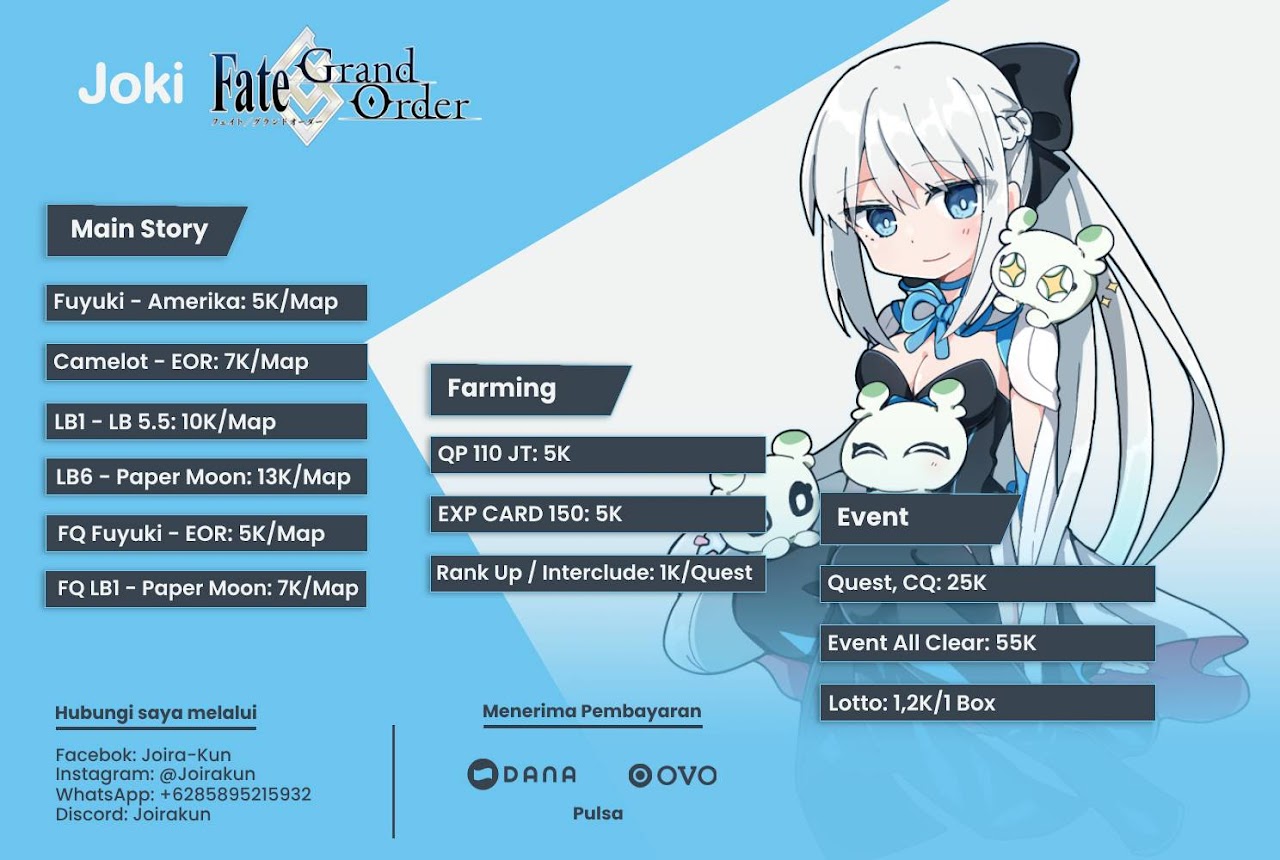 Joki
Fate Grand Order
フェイト/グランドオーダー
Main Story
Fuyuki - Amerika: 5K/Map
Camelot - EOR: 7K/Map
LB1 - LB 5.5: 10K/Map
LB6 - Paper Moon: 13K/Map
FQ Fuyuki - EOR: 5K/Map
FQ LB1 - Paper Moon: 7K/Map
Farming
QP 110 JT: 5K
EXP CARD 150: 5K
Rank Up / Interclude: 1K/Quest
Event
Quest, CQ: 25K
Event All Clear: 55K
Lotto: 1,2K/1 Box
Hubungi saya melalui
Facebok: Joira-Kun
Instagram: @Joirakun
WhatsApp: +6285895215932
Discord: Joirakun
Menerima Pembayaran
DANA
OVO
Pulsa